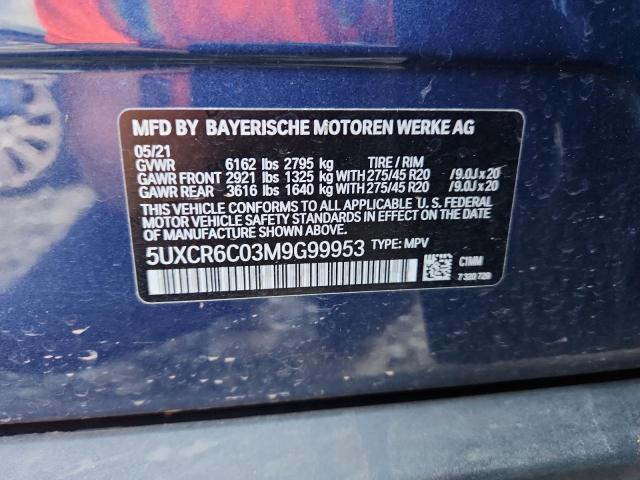 MFD BY BAYERISCHE MOTOREN WERKE AG
05/21
GVWR 6162 lbs 2795 kg TIRE / RIM
GAWR FRONT 2921 lbs 1325 kg 275/45 R20 /9.0J x 20
GAWR REAR 3616 lbs 1640 kg 275/45 R20 /9.0J x 20
THIS VEHICLE CONFORMS TO ALL APPLICABLE U. S. FEDERAL
MOTOR VEHICLE SAFETY STANDARDS IN EFFECT ON THE DATE
OF MANUFACTURE SHOWN ABOVE.
5UXCR6C03M9G99953 TYPE: MPV
C1MM